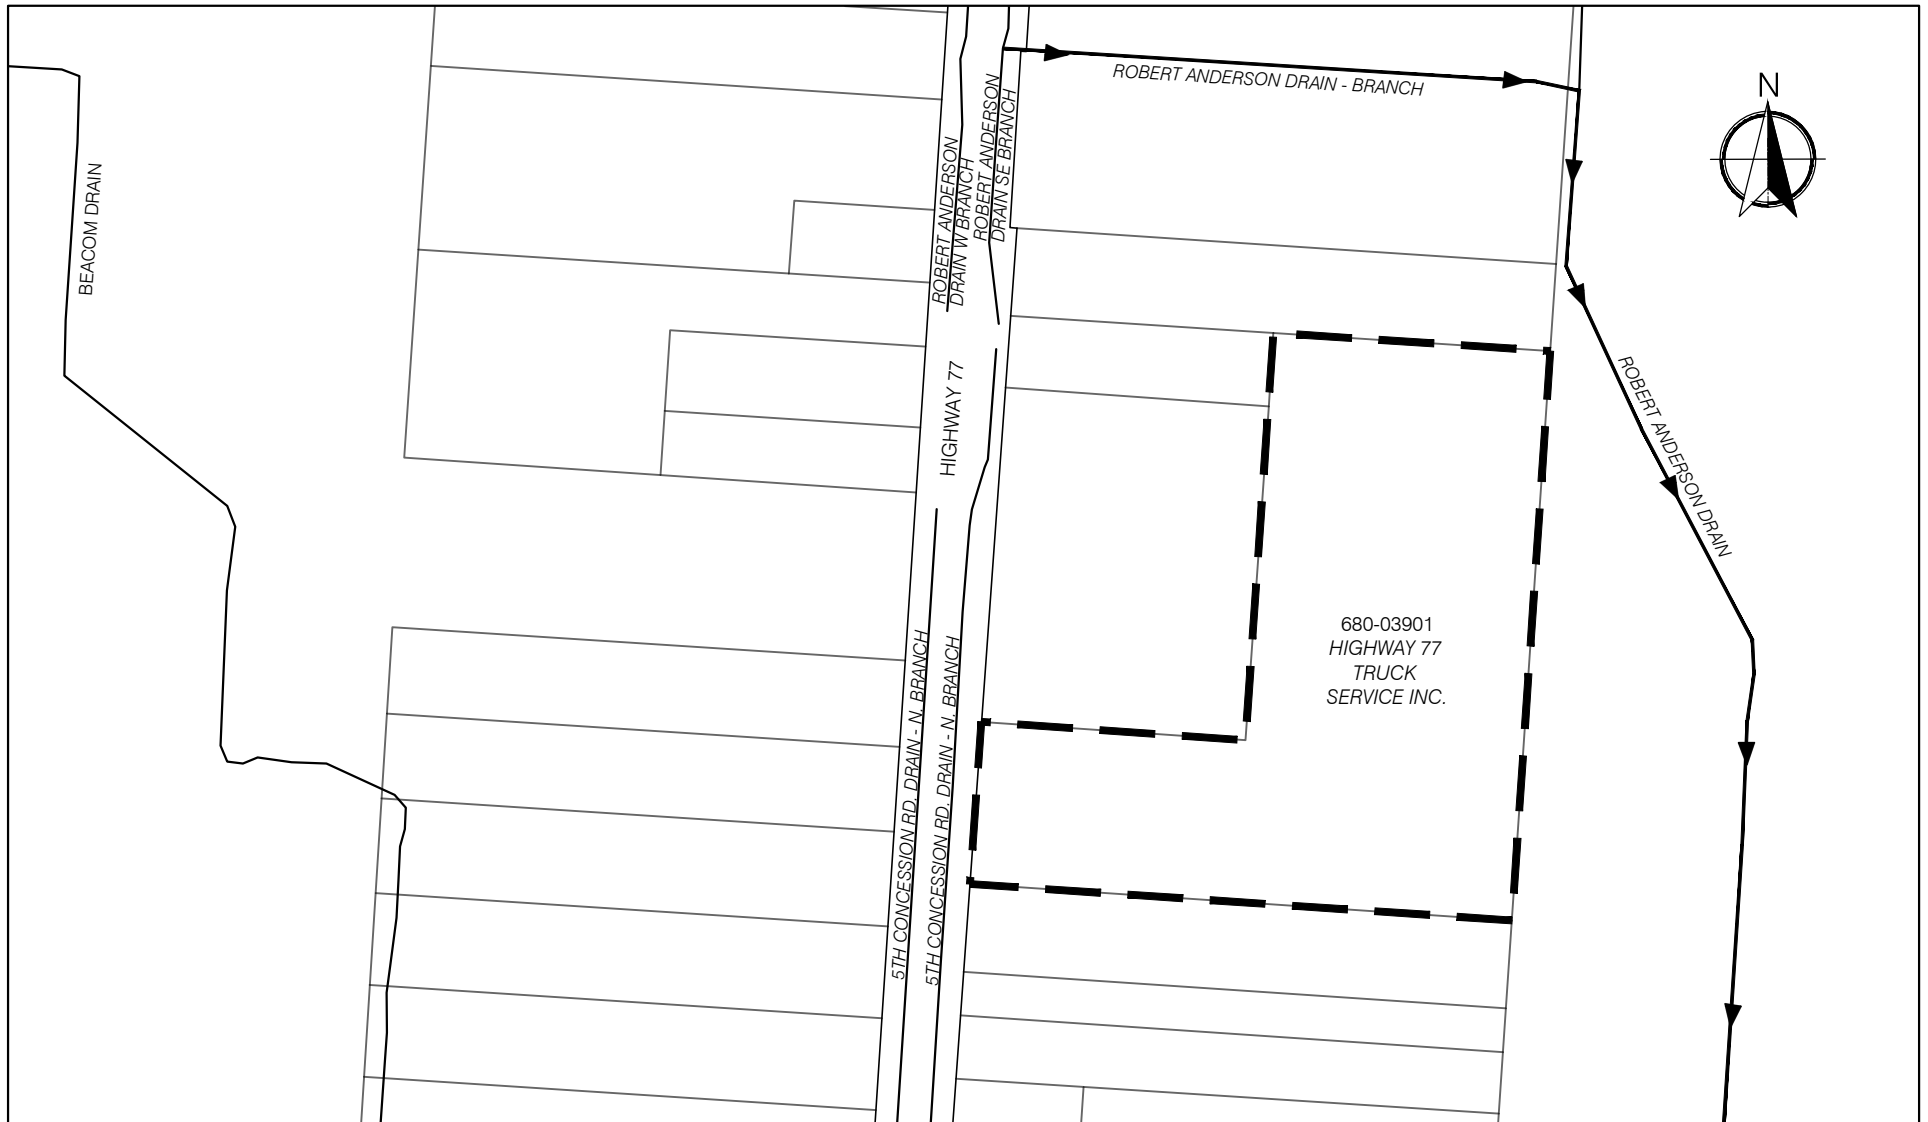 N
ROBERT ANDERSON DRAIN - BRANCH
BEACOM DRAIN
ROBERT ANDERSON
DRAIN W BRANCH
ROBERT ANDERSON
DRAIN SE BRANCH
HIGHWAY 77
ROBERT ANDERSON DRAIN
680-03901
HIGHWAY 77
TRUCK
SERVICE INC.
5TH CONCESSION RD. DRAIN - N. BRANCH
5TH CONCESSION RD. DRAIN - N. BRANCH